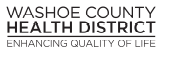 WASHOE COUNTY
HEALTH DISTRICT
ENHANCING QUALITY OF LIFE